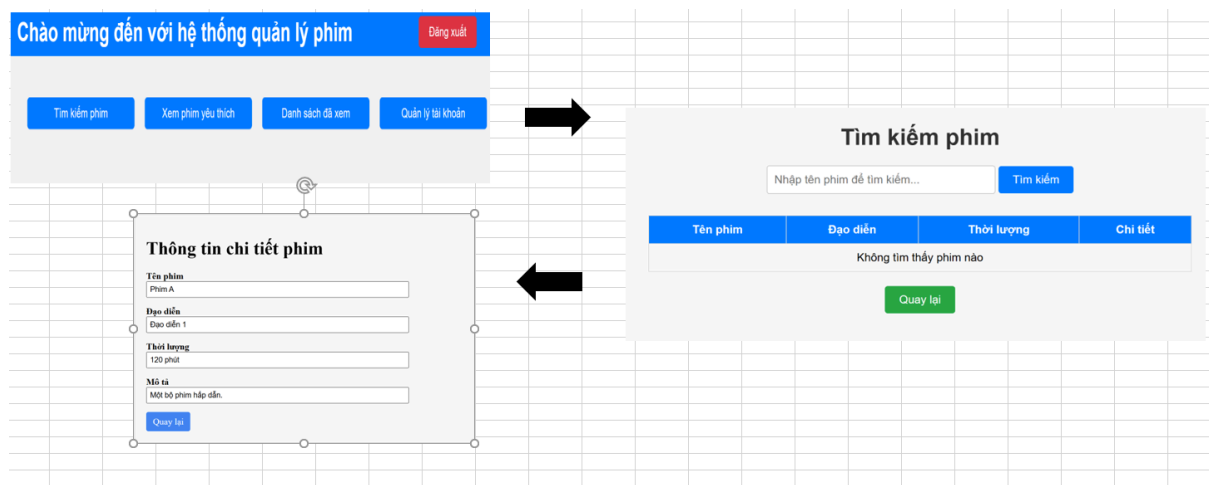 Chào mừng đến với hệ thống quản lý phim
Đăng xuất
Tìm kiếm phim
Xem phim yêu thích
Danh sách đã xem
Quản lý tài khoản
Tìm kiếm phim
Nhập tên phim để tìm kiếm...
Tìm kiếm
Tên phim
Đạo diễn
Thời lượng
Chi tiết
Không tìm thấy phim nào
Quay lại
Thông tin chi tiết phim
Tên phim
Phim A
Đạo diễn
Đạo diễn 1
Thời lượng
120 phút
Mô tả
Một bộ phim hấp dẫn.
Quay lại